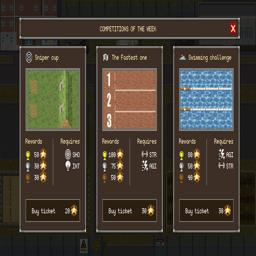 COMPETITIONS OF THE WEEK
Sniper cup
Rewards
Requires
50
SHO
30
INT
30
Buy ticket 20
The Fastest one
1
2
3
Rewards
Requires
100
STR
75
AGI
50
Buy ticket 30
Swimming challenge
Rewards
Requires
80
AGI
50
STR
40
Buy ticket 30